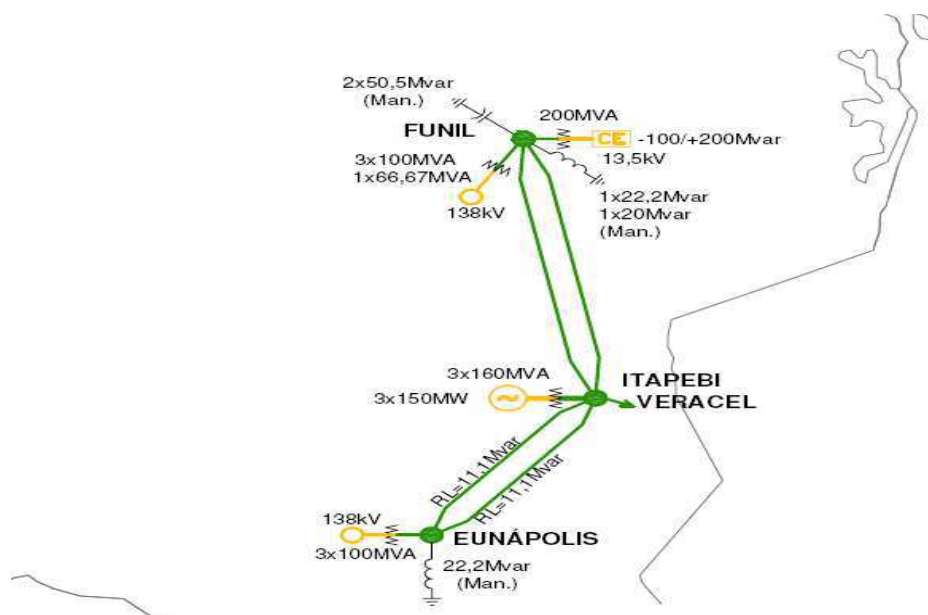 2x50,5Mvar
(Man.)
FUNIL
200MVA
CE
-100/+200Mvar
13,5kV
3x100MVA
1x66,67MVA
138kV
1x22,2Mvar
1x20Mvar
(Man.)
3x160MVA
3x150MW
ITAPEBI
VERACEL
RL=11,1Mvar
RL=11,1Mvar
138kV
3x100MVA
EUNÁPOLIS
22,2Mvar
(Man.)